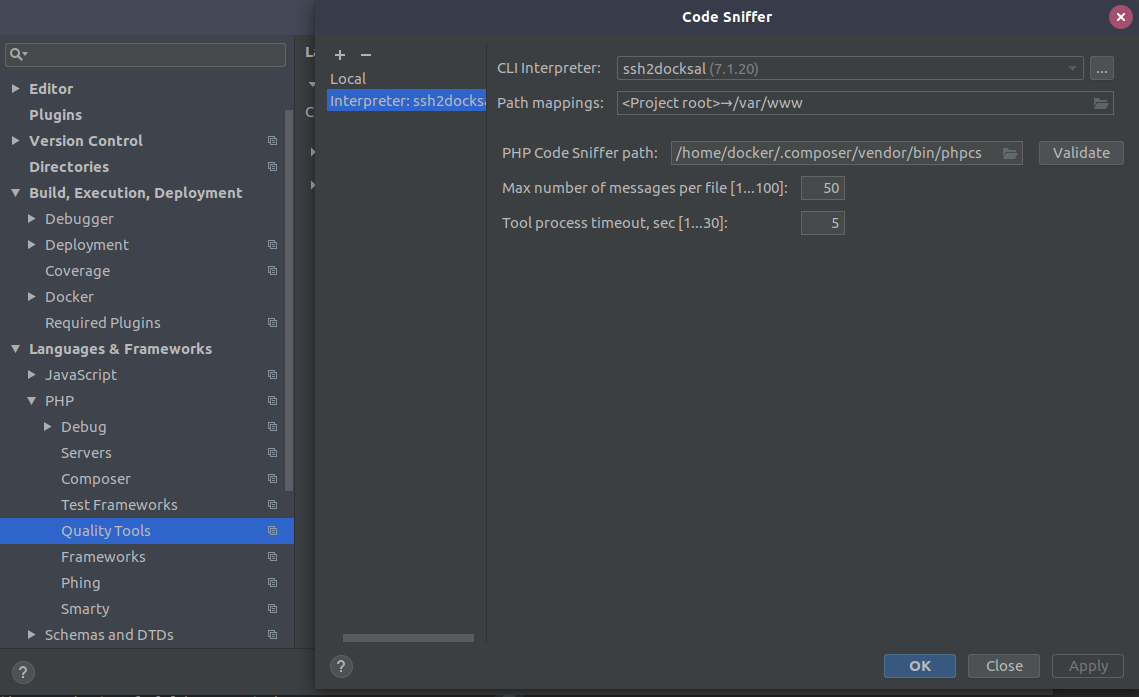 Code Sniffer
Editor
Plugins
Version Control
Directories
Build, Execution, Deployment
Debugger
Deployment
Coverage
Docker
Required Plugins
Languages & Frameworks
JavaScript
PHP
Debug
Servers
Composer
Test Frameworks
Quality Tools
Frameworks
Phing
Smarty
Schemas and DTDs
?
+ −
Local
Interpreter: ssh2docksa
CLI Interpreter: ssh2docksal (7.1.20) ...
Path mappings: <Project root>→/var/www
PHP Code Sniffer path: /home/docker/.composer/vendor/bin/phpcs Validate
Max number of messages per file [1...100]: 50
Tool process timeout, sec [1...30]: 5
? OK Close Apply